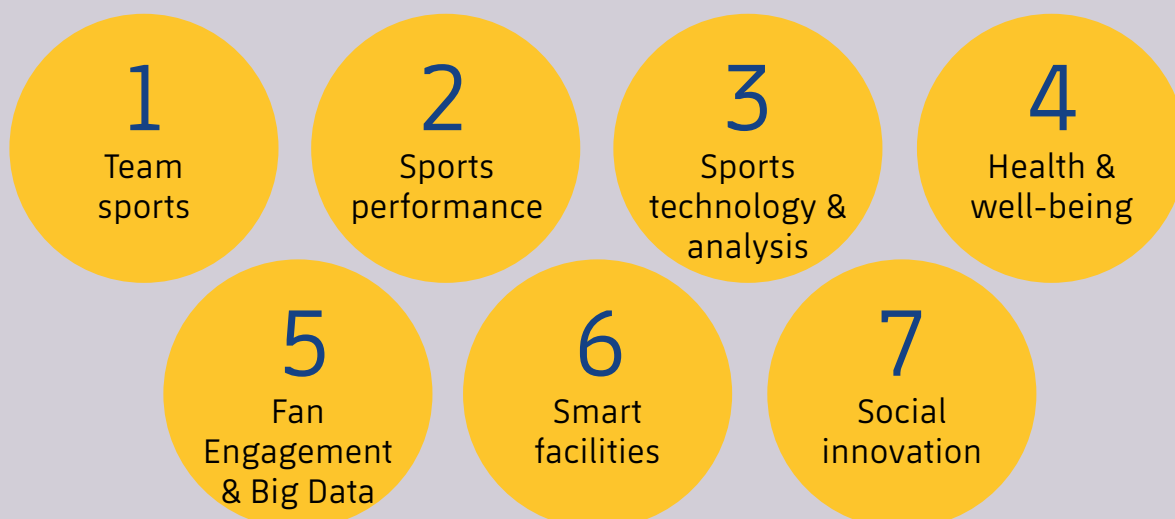 1
Team
sports
2
Sports
performance
3
Sports
technology &
analysis
4
Health &
well-being
5
Fan
Engagement
& Big Data
6
Smart
facilities
7
Social
innovation